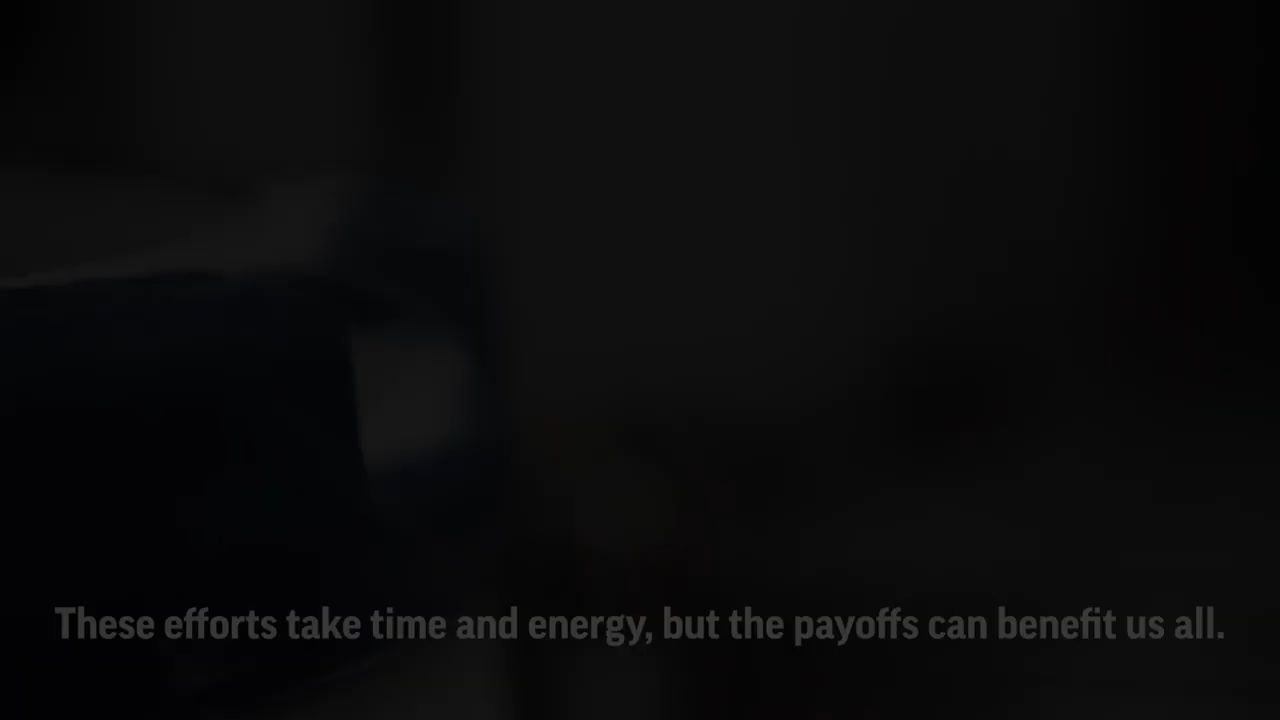 These efforts take time and energy, but the payoffs can benefit us all.